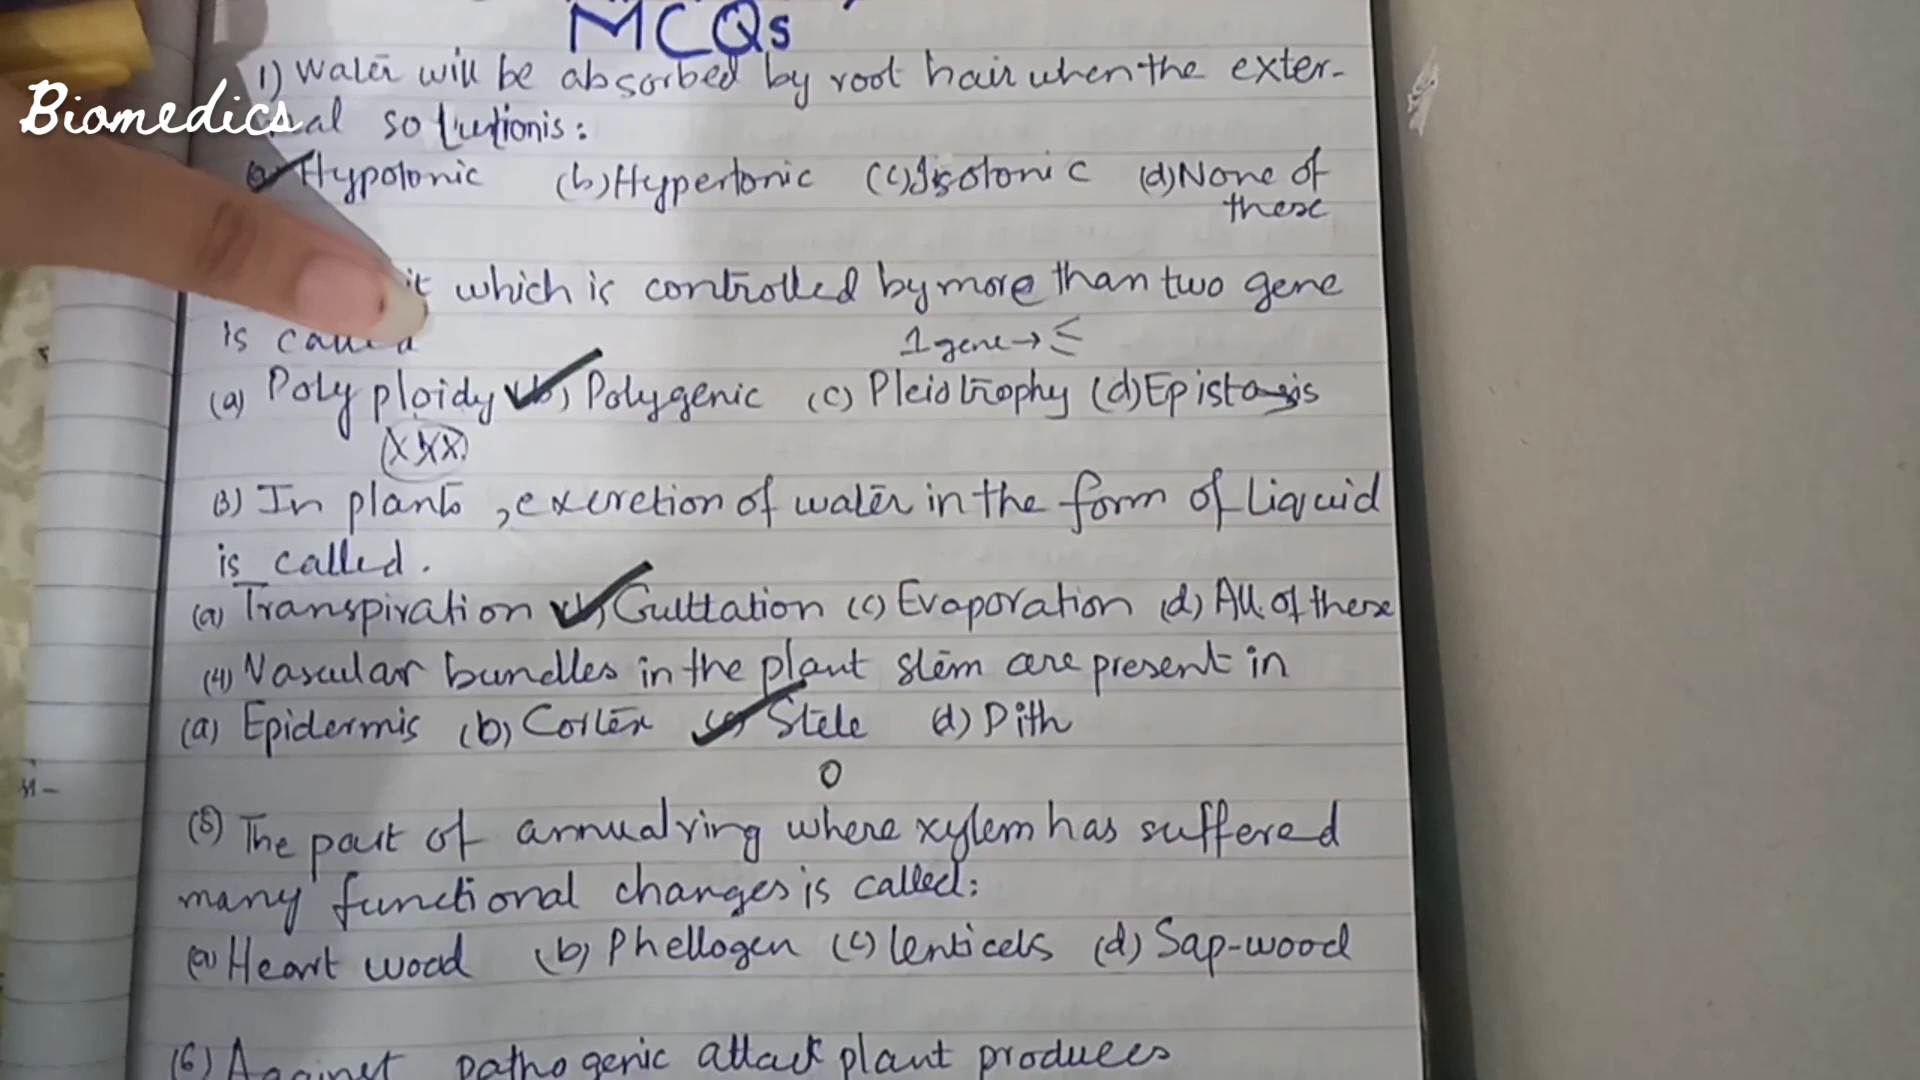 MCQs
Biomedics
1) Water will be absorbed by root hair when the exter-
nal solution is:
(a) Hypotonic (b) Hypertonic (c) Isotonic (d) None of
these
which is controlled by more than two gene
is called
1 gene →
(a) Polyploidy (b) Polygenic (c) Pleiotrophy (d) Epistasis
XXX
(3) In plants, excretion of water in the form of Liquid
is called.
(a) Transpiration (b) Guttation (c) Evaporation (d) All of these
(4) Vascular bundles in the plant stem are present in
(a) Epidermis (b) Cortex (c) Stele (d) Pith
(5) The part of annual ring where xylem has suffered
many functional changes is called:
(a) Heart wood (b) Phellogen (c) lenticels (d) Sap-wood
(6) Against pathogenic attack plant produces